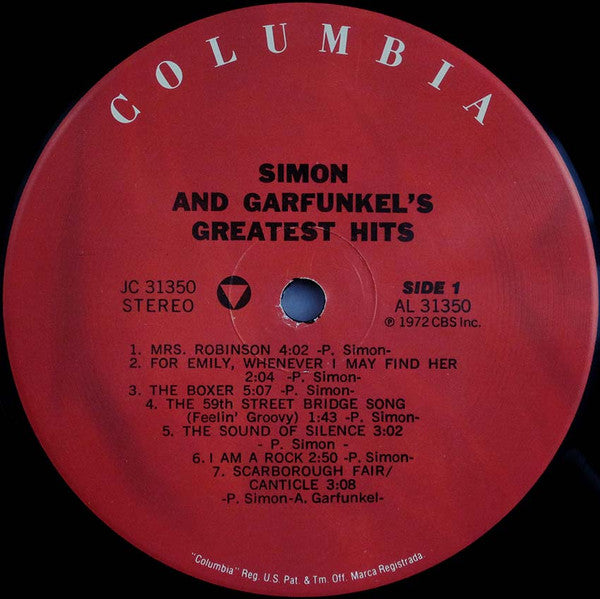 COLUMBIA
SIMON
AND GARFUNKEL'S
GREATEST HITS
JC 31350
STEREO
SIDE 1
AL 31350
℗ 1972 CBS Inc.
1. MRS. ROBINSON 4:02 -P. Simon-
2. FOR EMILY, WHENEVER I MAY FIND HER
2:04 -P. Simon-
3. THE BOXER 5:07 -P. Simon-
4. THE 59th STREET BRIDGE SONG
(Feelin' Groovy) 1:43 -P. Simon-
5. THE SOUND OF SILENCE 3:02
- P. Simon -
6. I AM A ROCK 2:50 -P. Simon-
7. SCARBOROUGH FAIR/
CANTICLE 3:08
-P. Simon-A. Garfunkel-
"Columbia" Reg. U.S. Pat. & Tm. Off. Marca Registrada.